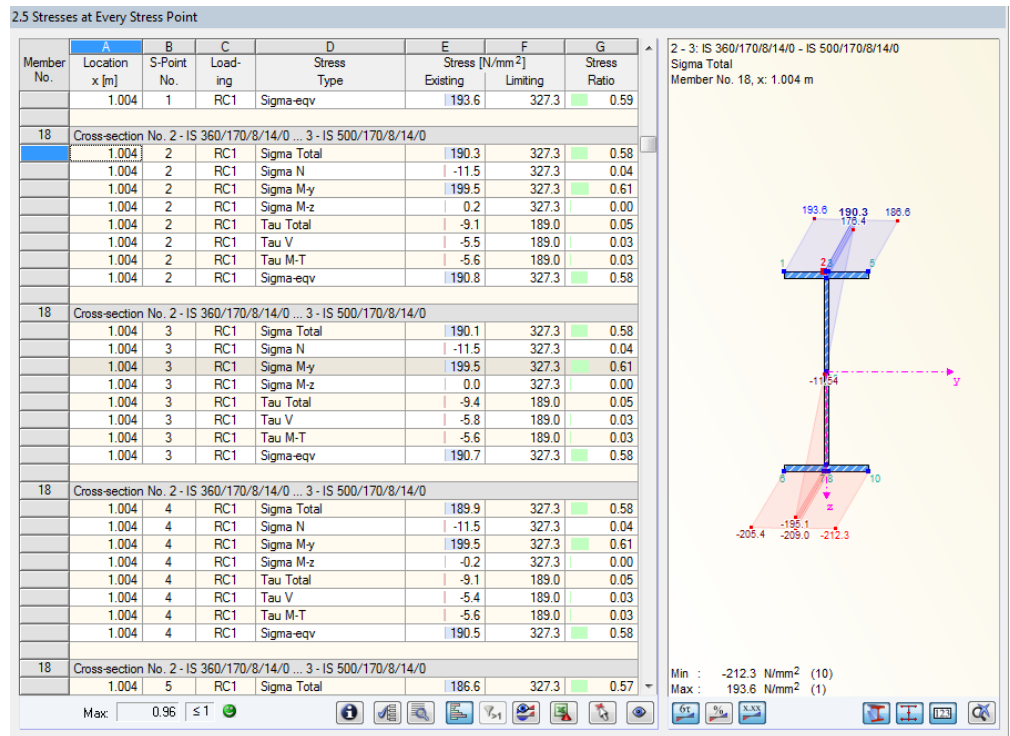 2.5 Stresses at Every Stress Point
A B C D E F G
Member Location S-Point Load- Stress Stress [N/mm²] Stress
No. x [m] No. ing Type Existing Limiting Ratio
1.004 1 RC1 Sigma-eqv 193.6 327.3 0.59
18 Cross-section No. 2 - IS 360/170/8/14/0 ... 3 - IS 500/170/8/14/0
1.004 2 RC1 Sigma Total 190.3 327.3 0.58
1.004 2 RC1 Sigma N -11.5 327.3 0.04
1.004 2 RC1 Sigma M-y 199.5 327.3 0.61
1.004 2 RC1 Sigma M-z 0.2 327.3 0.00
1.004 2 RC1 Tau Total -9.1 189.0 0.05
1.004 2 RC1 Tau V -5.5 189.0 0.03
1.004 2 RC1 Tau M-T -5.6 189.0 0.03
1.004 2 RC1 Sigma-eqv 190.8 327.3 0.58
18 Cross-section No. 2 - IS 360/170/8/14/0 ... 3 - IS 500/170/8/14/0
1.004 3 RC1 Sigma Total 190.1 327.3 0.58
1.004 3 RC1 Sigma N -11.5 327.3 0.04
1.004 3 RC1 Sigma M-y 199.5 327.3 0.61
1.004 3 RC1 Sigma M-z 0.0 327.3 0.00
1.004 3 RC1 Tau Total -9.4 189.0 0.05
1.004 3 RC1 Tau V -5.8 189.0 0.03
1.004 3 RC1 Tau M-T -5.6 189.0 0.03
1.004 3 RC1 Sigma-eqv 190.7 327.3 0.58
18 Cross-section No. 2 - IS 360/170/8/14/0 ... 3 - IS 500/170/8/14/0
1.004 4 RC1 Sigma Total 189.9 327.3 0.58
1.004 4 RC1 Sigma N -11.5 327.3 0.04
1.004 4 RC1 Sigma M-y 199.5 327.3 0.61
1.004 4 RC1 Sigma M-z -0.2 327.3 0.00
1.004 4 RC1 Tau Total -9.1 189.0 0.05
1.004 4 RC1 Tau V -5.4 189.0 0.03
1.004 4 RC1 Tau M-T -5.6 189.0 0.03
1.004 4 RC1 Sigma-eqv 190.5 327.3 0.58
18 Cross-section No. 2 - IS 360/170/8/14/0 ... 3 - IS 500/170/8/14/0
1.004 5 RC1 Sigma Total 186.6 327.3 0.57
Max: 0.96 ≤ 1
2 - 3: IS 360/170/8/14/0 - IS 500/170/8/14/0
Sigma Total
Member No. 18, x: 1.004 m
193.6 190.3 186.6
176.4
1 2 3 5
y
6 7 8 10
z
-195.1
-205.4 -209.0 -212.3
Min : -212.3 N/mm² (10)
Max : 193.6 N/mm² (1)
στ % x.xx 123